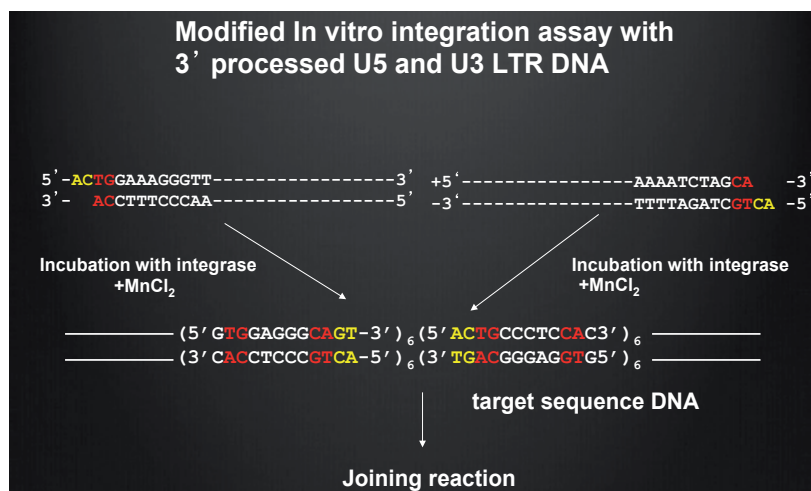 Modified In vitro integration assay with
3' processed U5 and U3 LTR DNA
5'-ACTGGAAAGGGTT----------------3' +5'---------------AAAATCTAGCA -3'
3'- ACCTTTCCCAA----------------5' -3'---------------TTTTAGATCGTCA -5'
Incubation with integrase
+MnCl₂
Incubation with integrase
+MnCl₂
(5'GTGGAGGGCAGT-3')₆(5'ACTGCCCTCCAC3')₆
(3'CACCTCCCGTCA-5')₆(3'TGACGGGAGGTG5')₆
target sequence DNA
Joining reaction